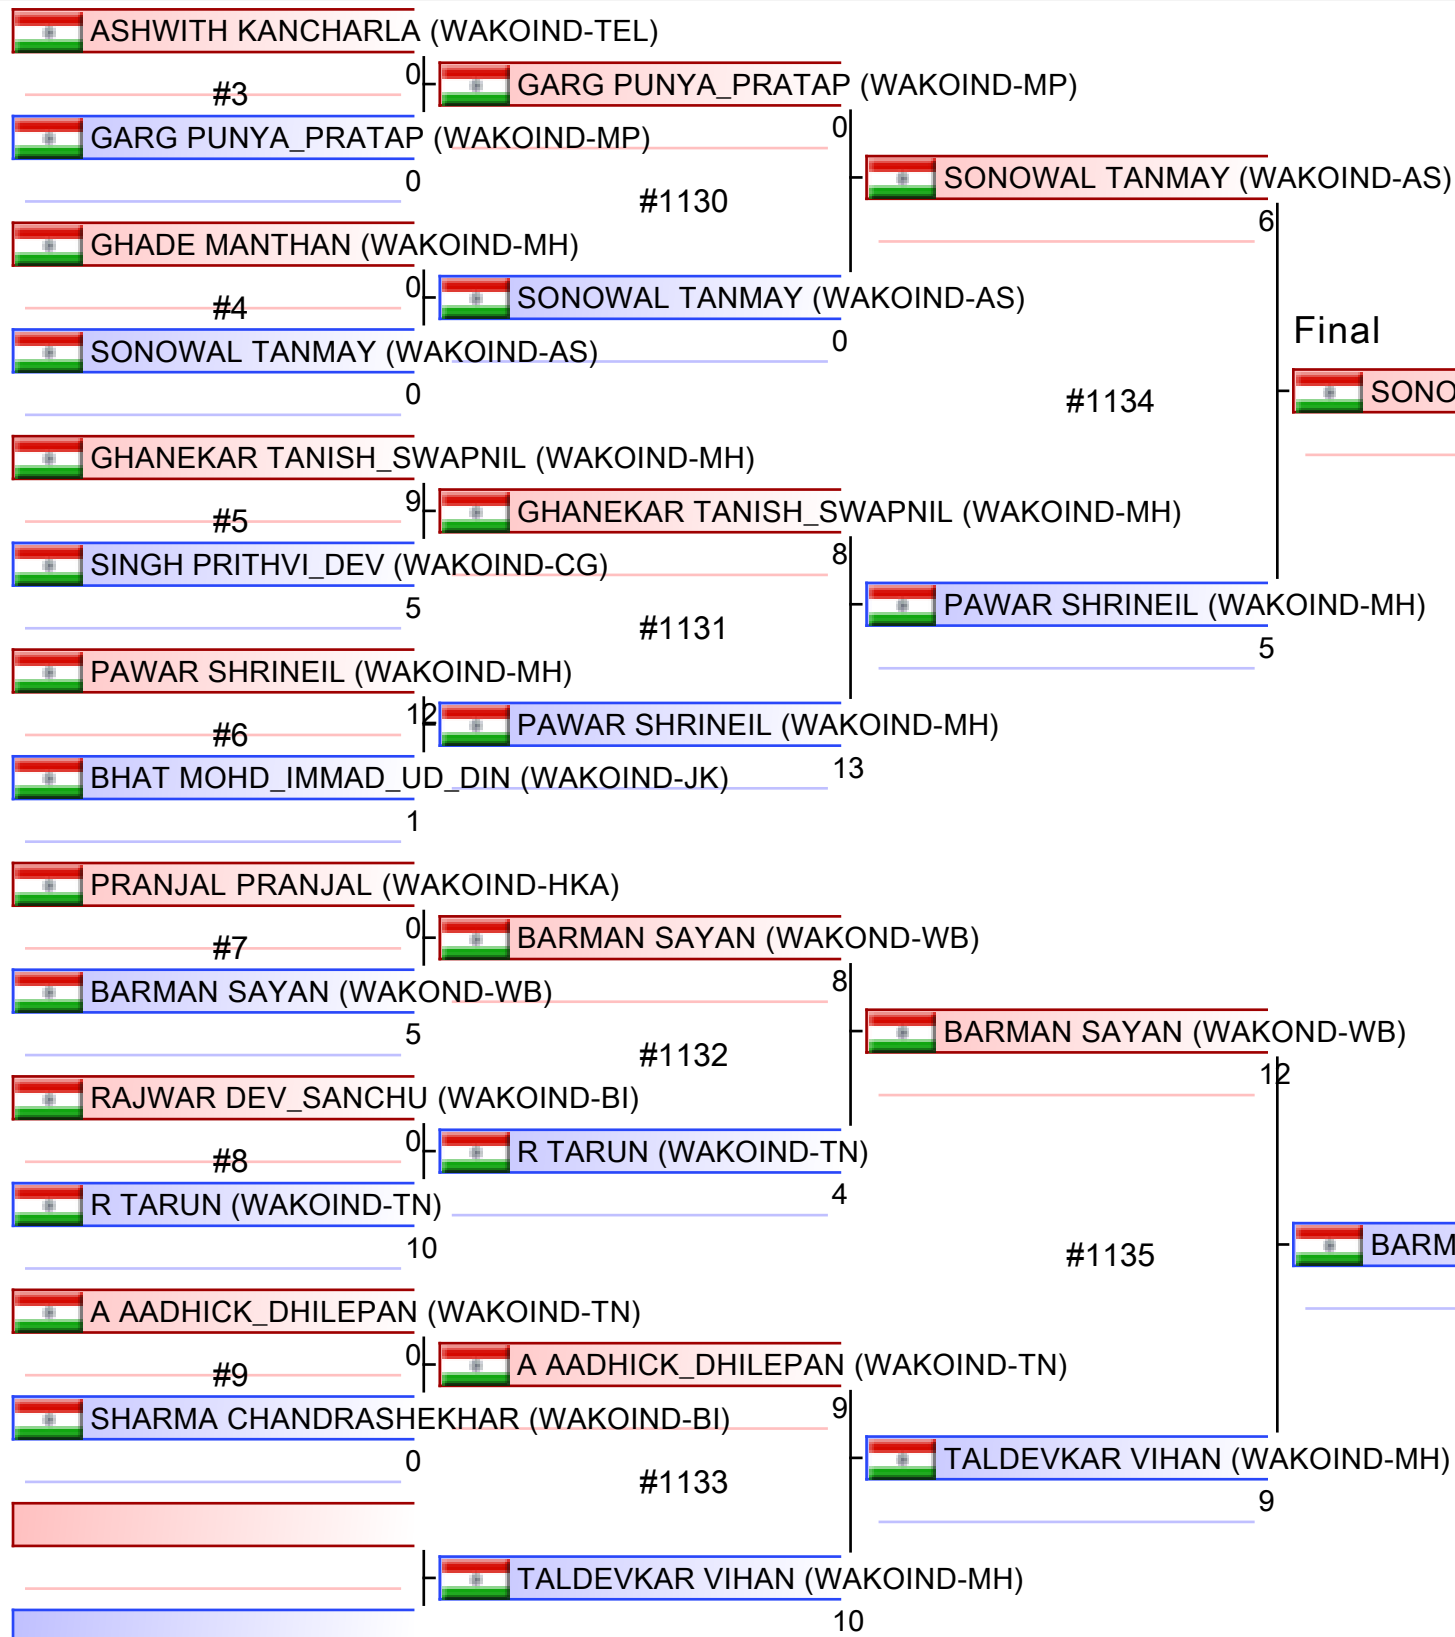 ASHWITH KANCHARLA (WAKOIND-TEL)
0
#3
GARG PUNYA_PRATAP (WAKOIND-MP)
0
GHADE MANTHAN (WAKOIND-MH)
0
#4
SONOWAL TANMAY (WAKOIND-AS)
0
GHANEKAR TANISH_SWAPNIL (WAKOIND-MH)
9
#5
SINGH PRITHVI_DEV (WAKOIND-CG)
5
PAWAR SHRINEIL (WAKOIND-MH)
12
#6
BHAT MOHD_IMMAD_UD_DIN (WAKOIND-JK)
1
PRANJAL PRANJAL (WAKOIND-HKA)
0
#7
BARMAN SAYAN (WAKOND-WB)
5
RAJWAR DEV_SANCHU (WAKOIND-BI)
0
#8
R TARUN (WAKOIND-TN)
10
A AADHICK_DHILEPAN (WAKOIND-TN)
0
#9
SHARMA CHANDRASHEKHAR (WAKOIND-BI)
0
GARG PUNYA_PRATAP (WAKOIND-MP)
0
#1130
SONOWAL TANMAY (WAKOIND-AS)
0
GHANEKAR TANISH_SWAPNIL (WAKOIND-MH)
8
#1131
PAWAR SHRINEIL (WAKOIND-MH)
13
BARMAN SAYAN (WAKOND-WB)
8
#1132
R TARUN (WAKOIND-TN)
4
A AADHICK_DHILEPAN (WAKOIND-TN)
9
#1133
TALDEVKAR VIHAN (WAKOIND-MH)
10
SONOWAL TANMAY (WAKOIND-AS)
6
#1134
PAWAR SHRINEIL (WAKOIND-MH)
5
BARMAN SAYAN (WAKOND-WB)
12
#1135
TALDEVKAR VIHAN (WAKOIND-MH)
9
Final
SONO
BARM